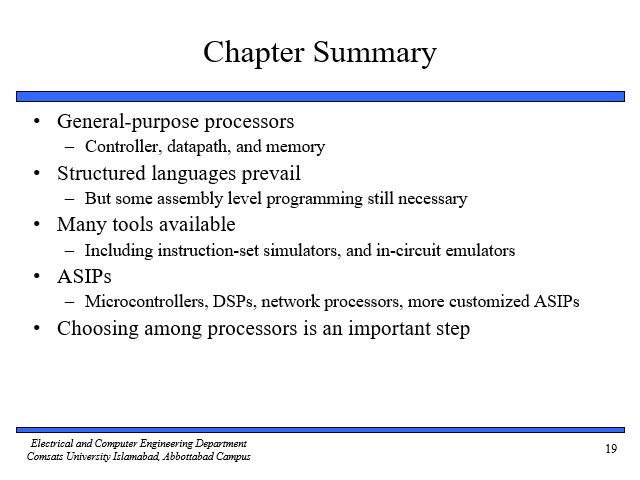 Chapter Summary
• General-purpose processors
– Controller, datapath, and memory
• Structured languages prevail
– But some assembly level programming still necessary
• Many tools available
– Including instruction-set simulators, and in-circuit emulators
• ASIPs
– Microcontrollers, DSPs, network processors, more customized ASIPs
• Choosing among processors is an important step
Electrical and Computer Engineering Department
Comsats University Islamabad, Abbottabad Campus
19